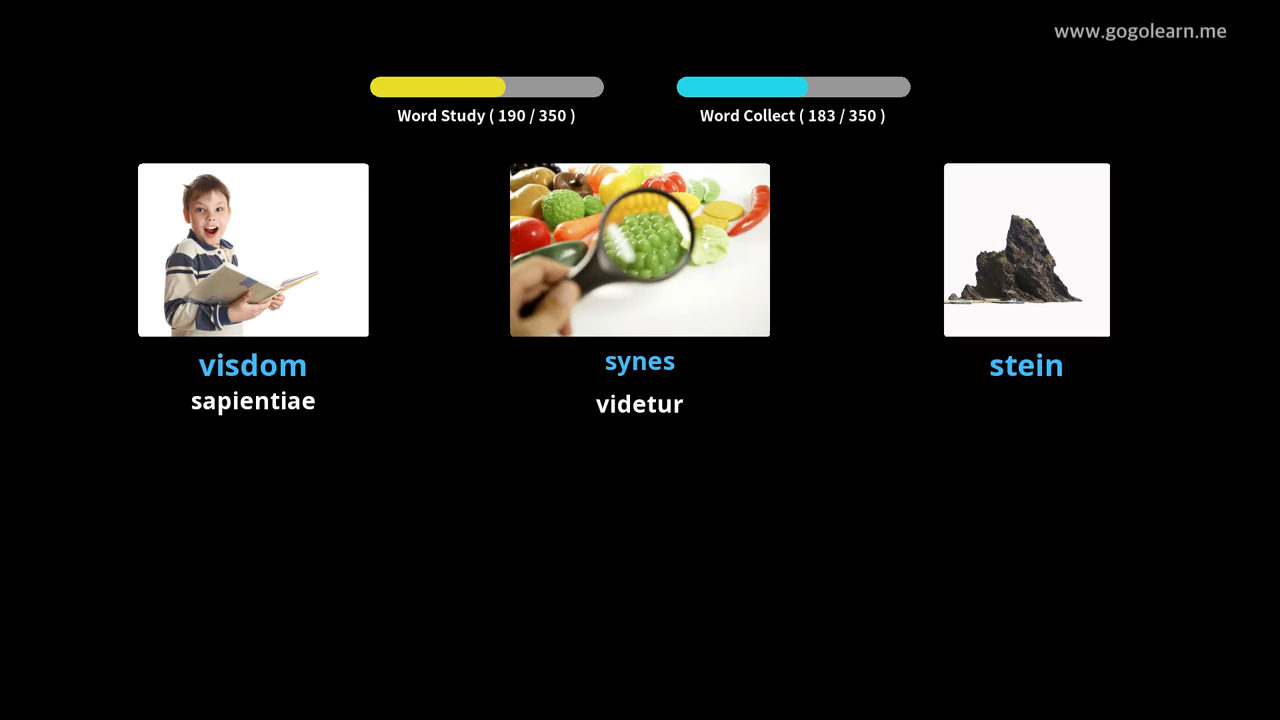 www.gogolearn.me
Word Study ( 190 / 350 )
Word Collect ( 183 / 350 )
visdom
sapientiae
synes
videtur
stein